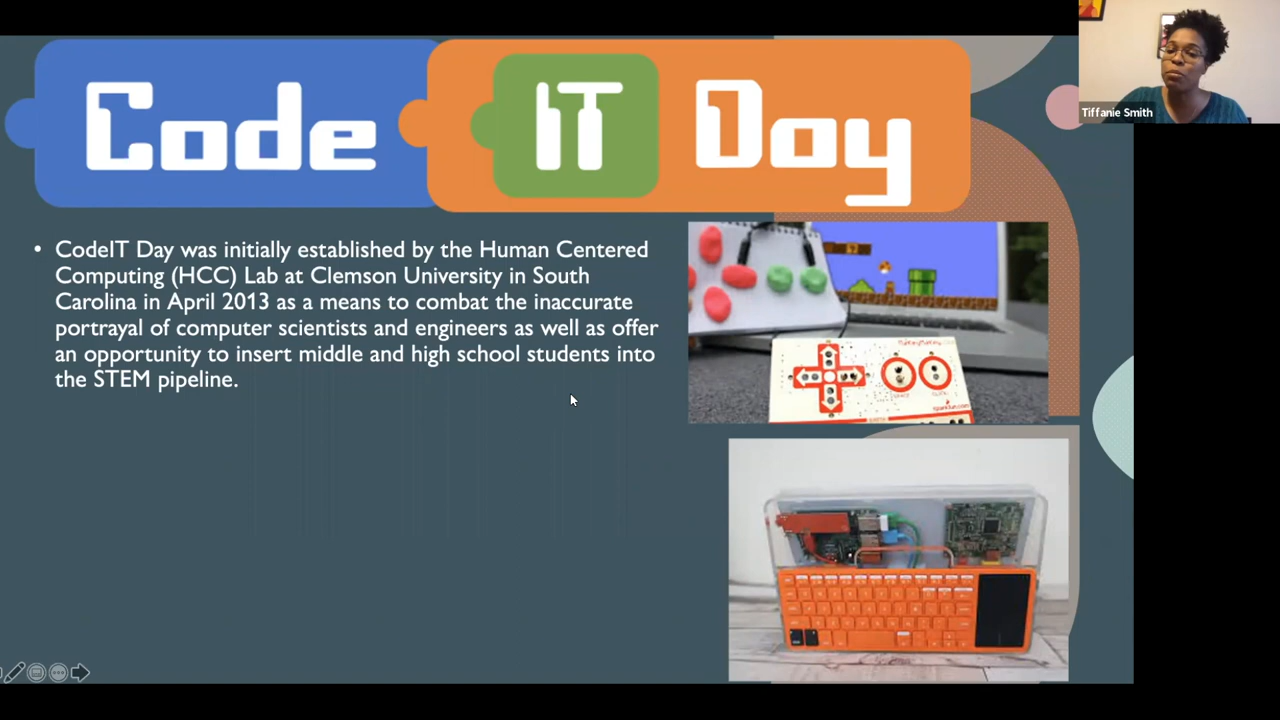 Code IT Day
Tiffanie Smith
• CodeIT Day was initially established by the Human Centered
Computing (HCC) Lab at Clemson University in South
Carolina in April 2013 as a means to combat the inaccurate
portrayal of computer scientists and engineers as well as offer
an opportunity to insert middle and high school students into
the STEM pipeline.